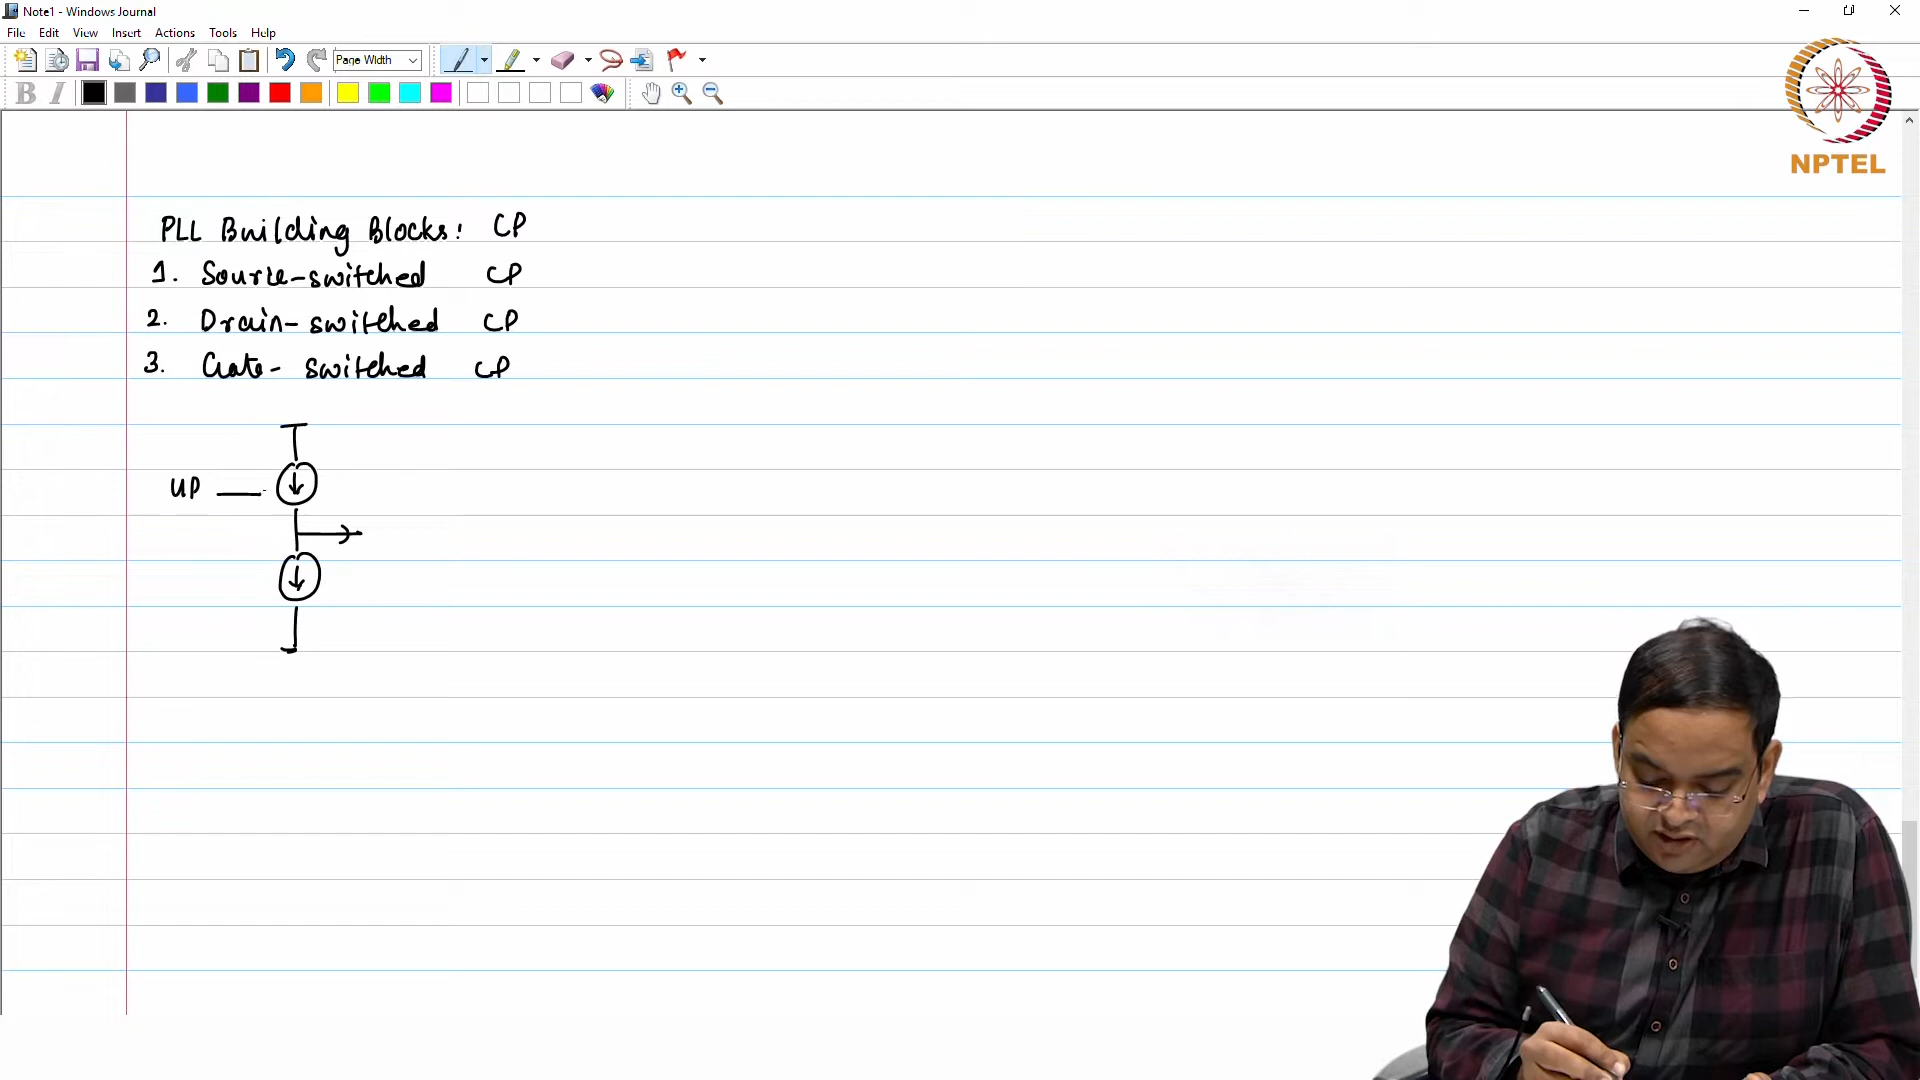 Note1 - Windows Journal
File Edit View Insert Actions Tools Help
Page Width
B I
NPTEL
PLL Building Blocks: CP
1. Source-switched CP
2. Drain-switched CP
3. Gate-switched CP
UP